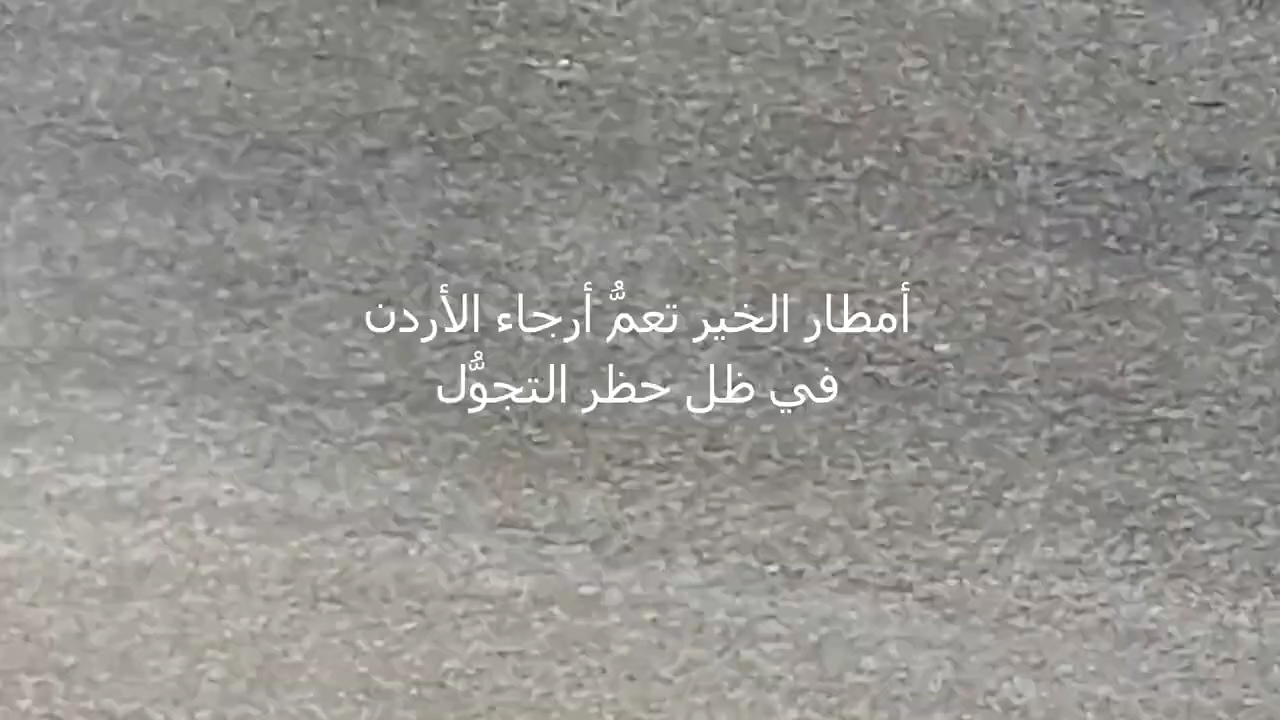 أمطار الخير تعمُّ أرجاء الأردن
في ظل حظر التجوُّل